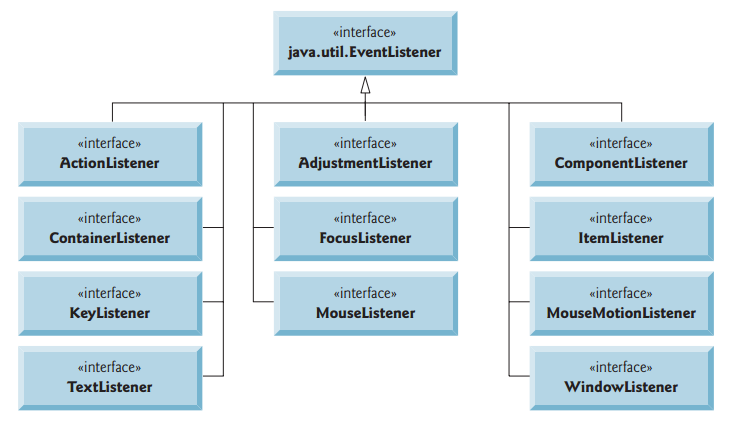 «interface»
java.util.EventListener
«interface»
ActionListener
«interface»
AdjustmentListener
«interface»
ComponentListener
«interface»
ContainerListener
«interface»
FocusListener
«interface»
ItemListener
«interface»
KeyListener
«interface»
MouseListener
«interface»
MouseMotionListener
«interface»
TextListener
«interface»
WindowListener